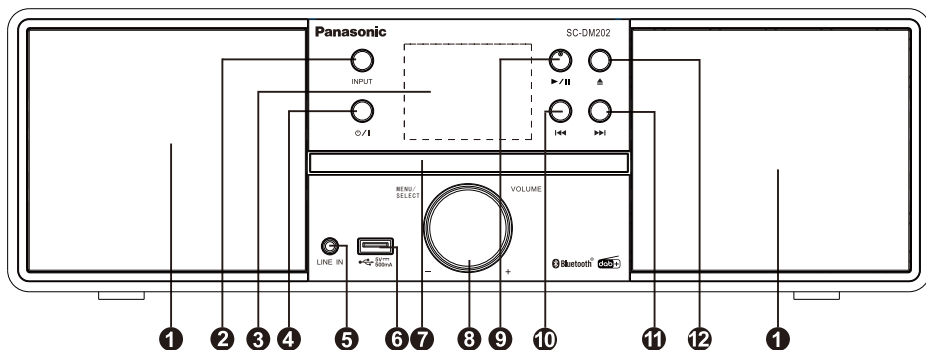 Panasonic
SC-DM202
INPUT
▶/II
⏏
⏻/I
I◀◀
▶▶I
MENU/
SELECT
VOLUME
LINE IN
5V⎓
500mA
−
+
Bluetooth®
dab+
1 2 3 4 5 6 7 8 9 10 11 12 1